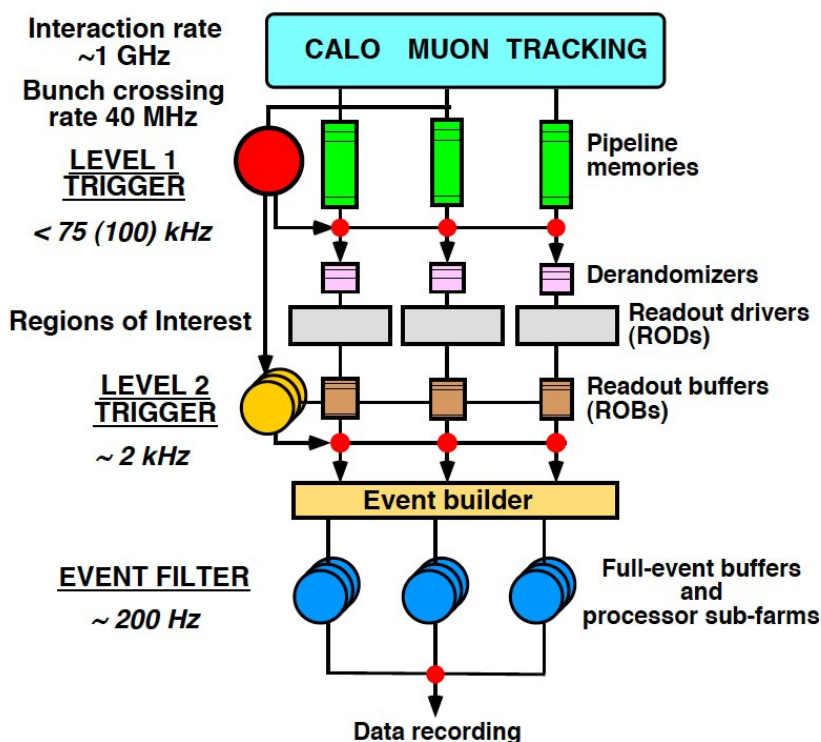 Interaction rate
~1 GHz
CALO MUON TRACKING
Bunch crossing
rate 40 MHz
LEVEL 1
TRIGGER
Pipeline
memories
< 75 (100) kHz
Derandomizers
Regions of Interest
Readout drivers
(RODs)
LEVEL 2
TRIGGER
Readout buffers
(ROBs)
~ 2 kHz
Event builder
EVENT FILTER
~ 200 Hz
Full-event buffers
and
processor sub-farms
Data recording